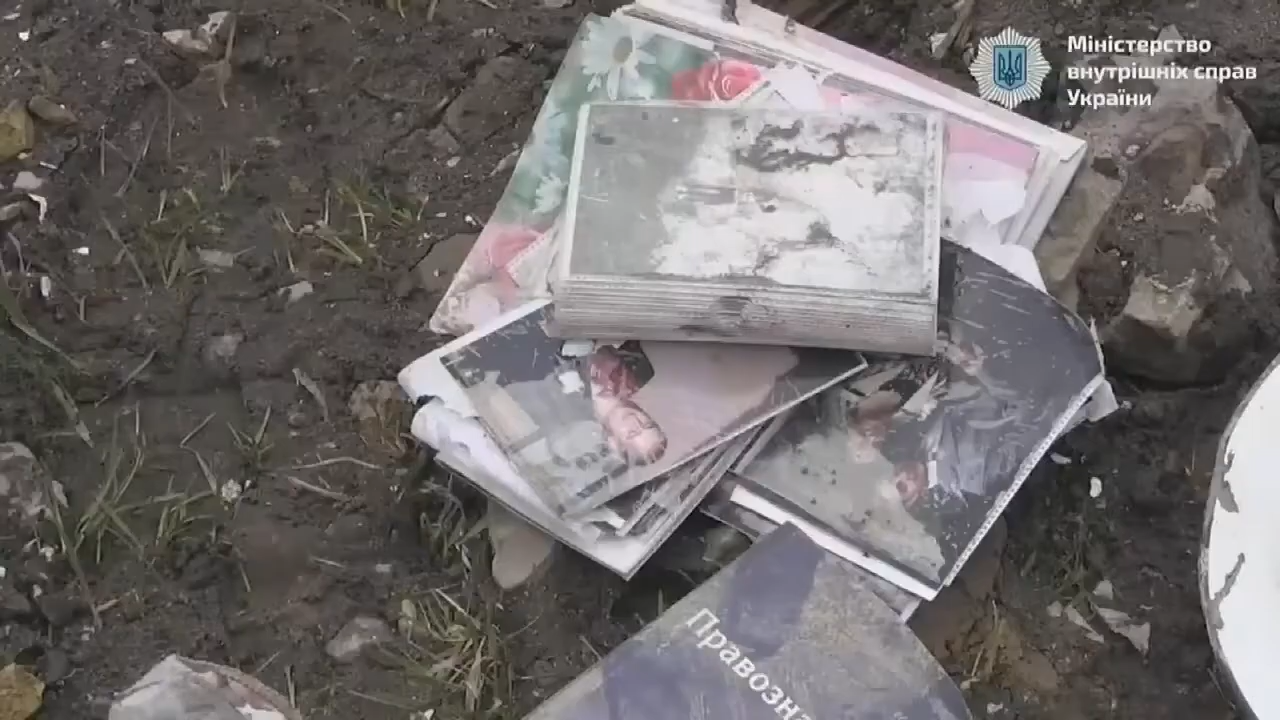 Міністерство
внутрішніх справ
України
Правозна